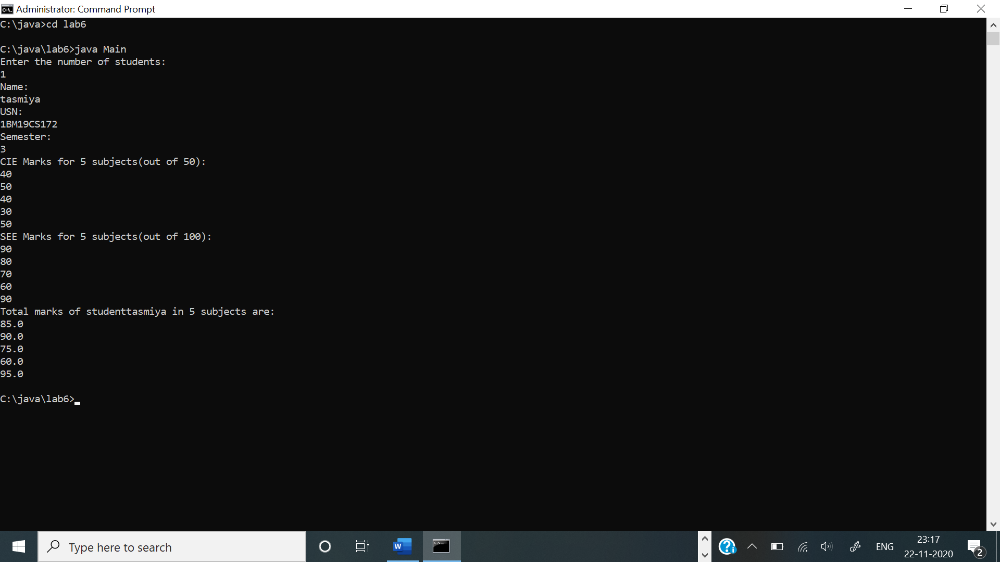 Administrator: Command Prompt
C:\java>cd lab6
C:\java\lab6>java Main
Enter the number of students:
1
Name:
tasmiya
USN:
1BM19CS172
Semester:
3
CIE Marks for 5 subjects(out of 50):
40
50
40
30
50
SEE Marks for 5 subjects(out of 100):
90
80
70
60
90
Total marks of studenttasmiya in 5 subjects are:
85.0
90.0
75.0
60.0
95.0
C:\java\lab6>
Type here to search
W
ENG
23:17
22-11-2020
2